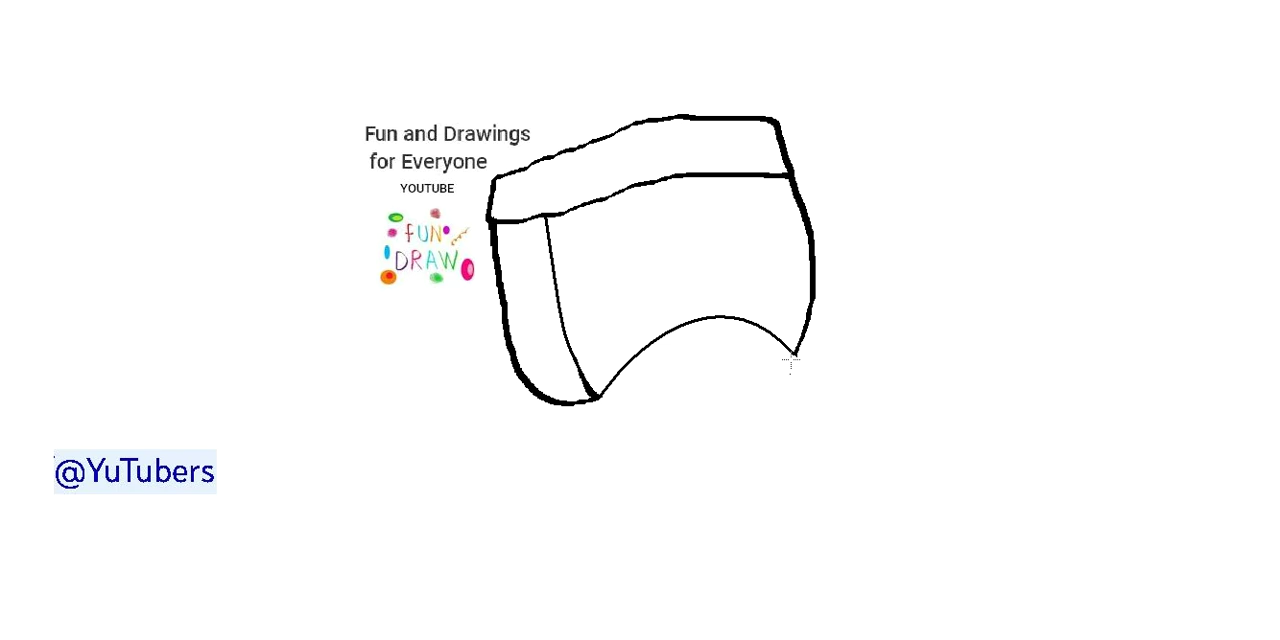 Fun and Drawings
for Everyone
YOUTUBE
FUN
DRAW
@YuTubers